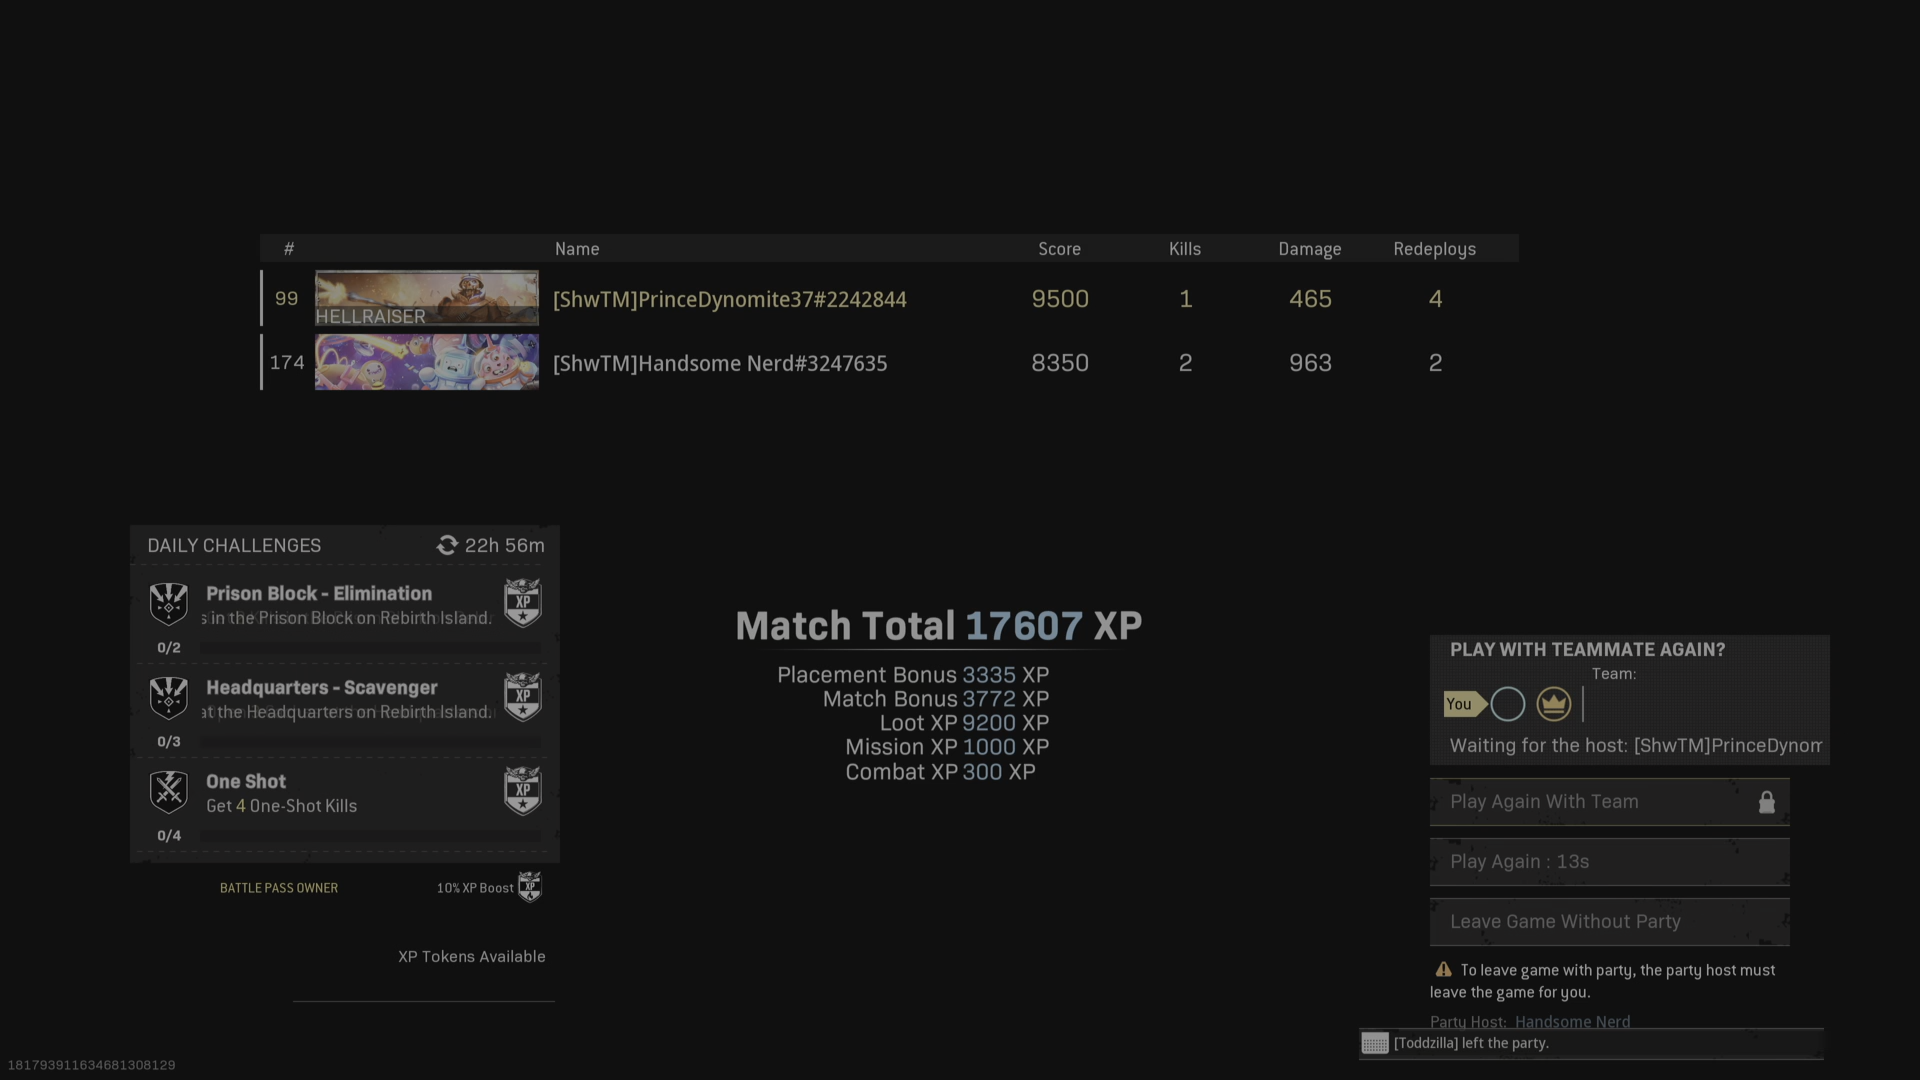 # Name Score Kills Damage Redeploys
99 HELLRAISER [ShwTM]PrinceDynomite37#2242844 9500 1 465 4
174 [ShwTM]Handsome Nerd#3247635 8350 2 963 2
DAILY CHALLENGES 22h 56m
Prison Block - Elimination XP
s in the Prison Block on Rebirth Island.
0/2
Headquarters - Scavenger XP
at the Headquarters on Rebirth Island.
0/3
One Shot XP
Get 4 One-Shot Kills
0/4
BATTLE PASS OWNER 10% XP Boost XP
XP Tokens Available
Match Total 17607 XP
Placement Bonus 3335 XP
Match Bonus 3772 XP
Loot XP 9200 XP
Mission XP 1000 XP
Combat XP 300 XP
PLAY WITH TEAMMATE AGAIN?
Team:
You
Waiting for the host: [ShwTM]PrinceDynom
Play Again With Team
Play Again : 13s
Leave Game Without Party
To leave game with party, the party host must
leave the game for you.
Party Host: Handsome Nerd
[Toddzilla] left the party.
181793911634681308129